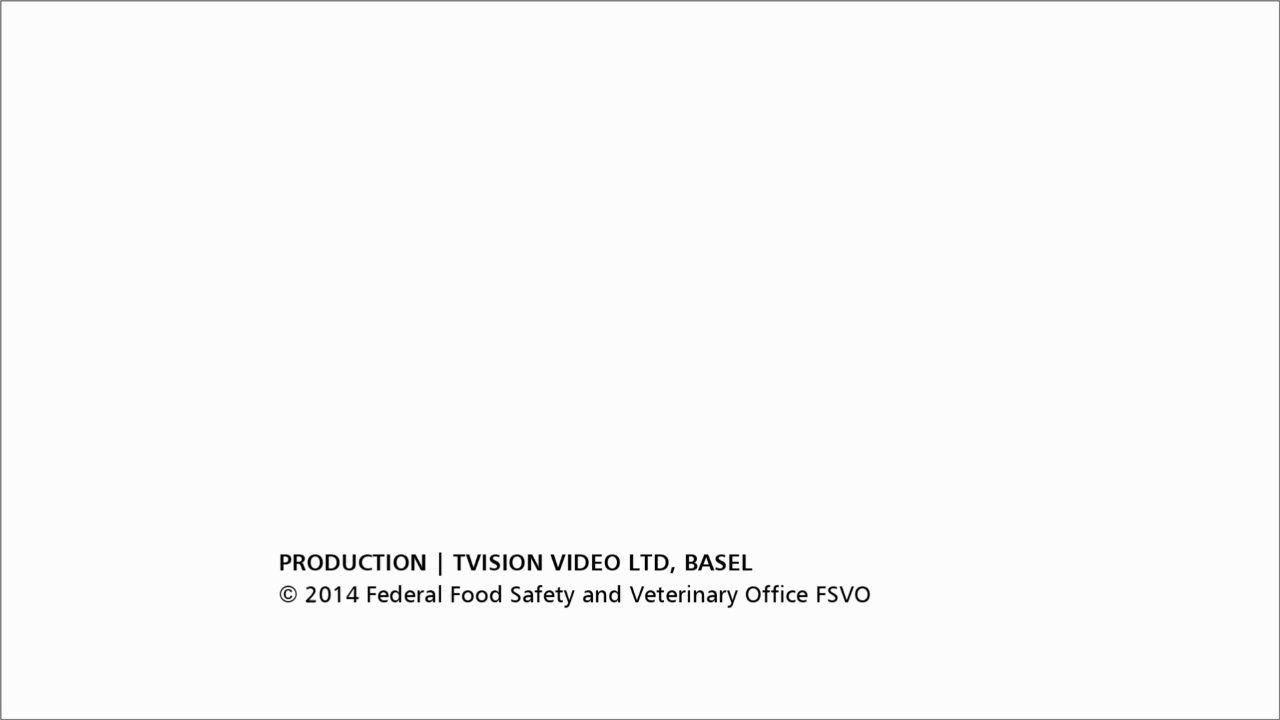 PRODUCTION | TVISION VIDEO LTD, BASEL
© 2014 Federal Food Safety and Veterinary Office FSVO